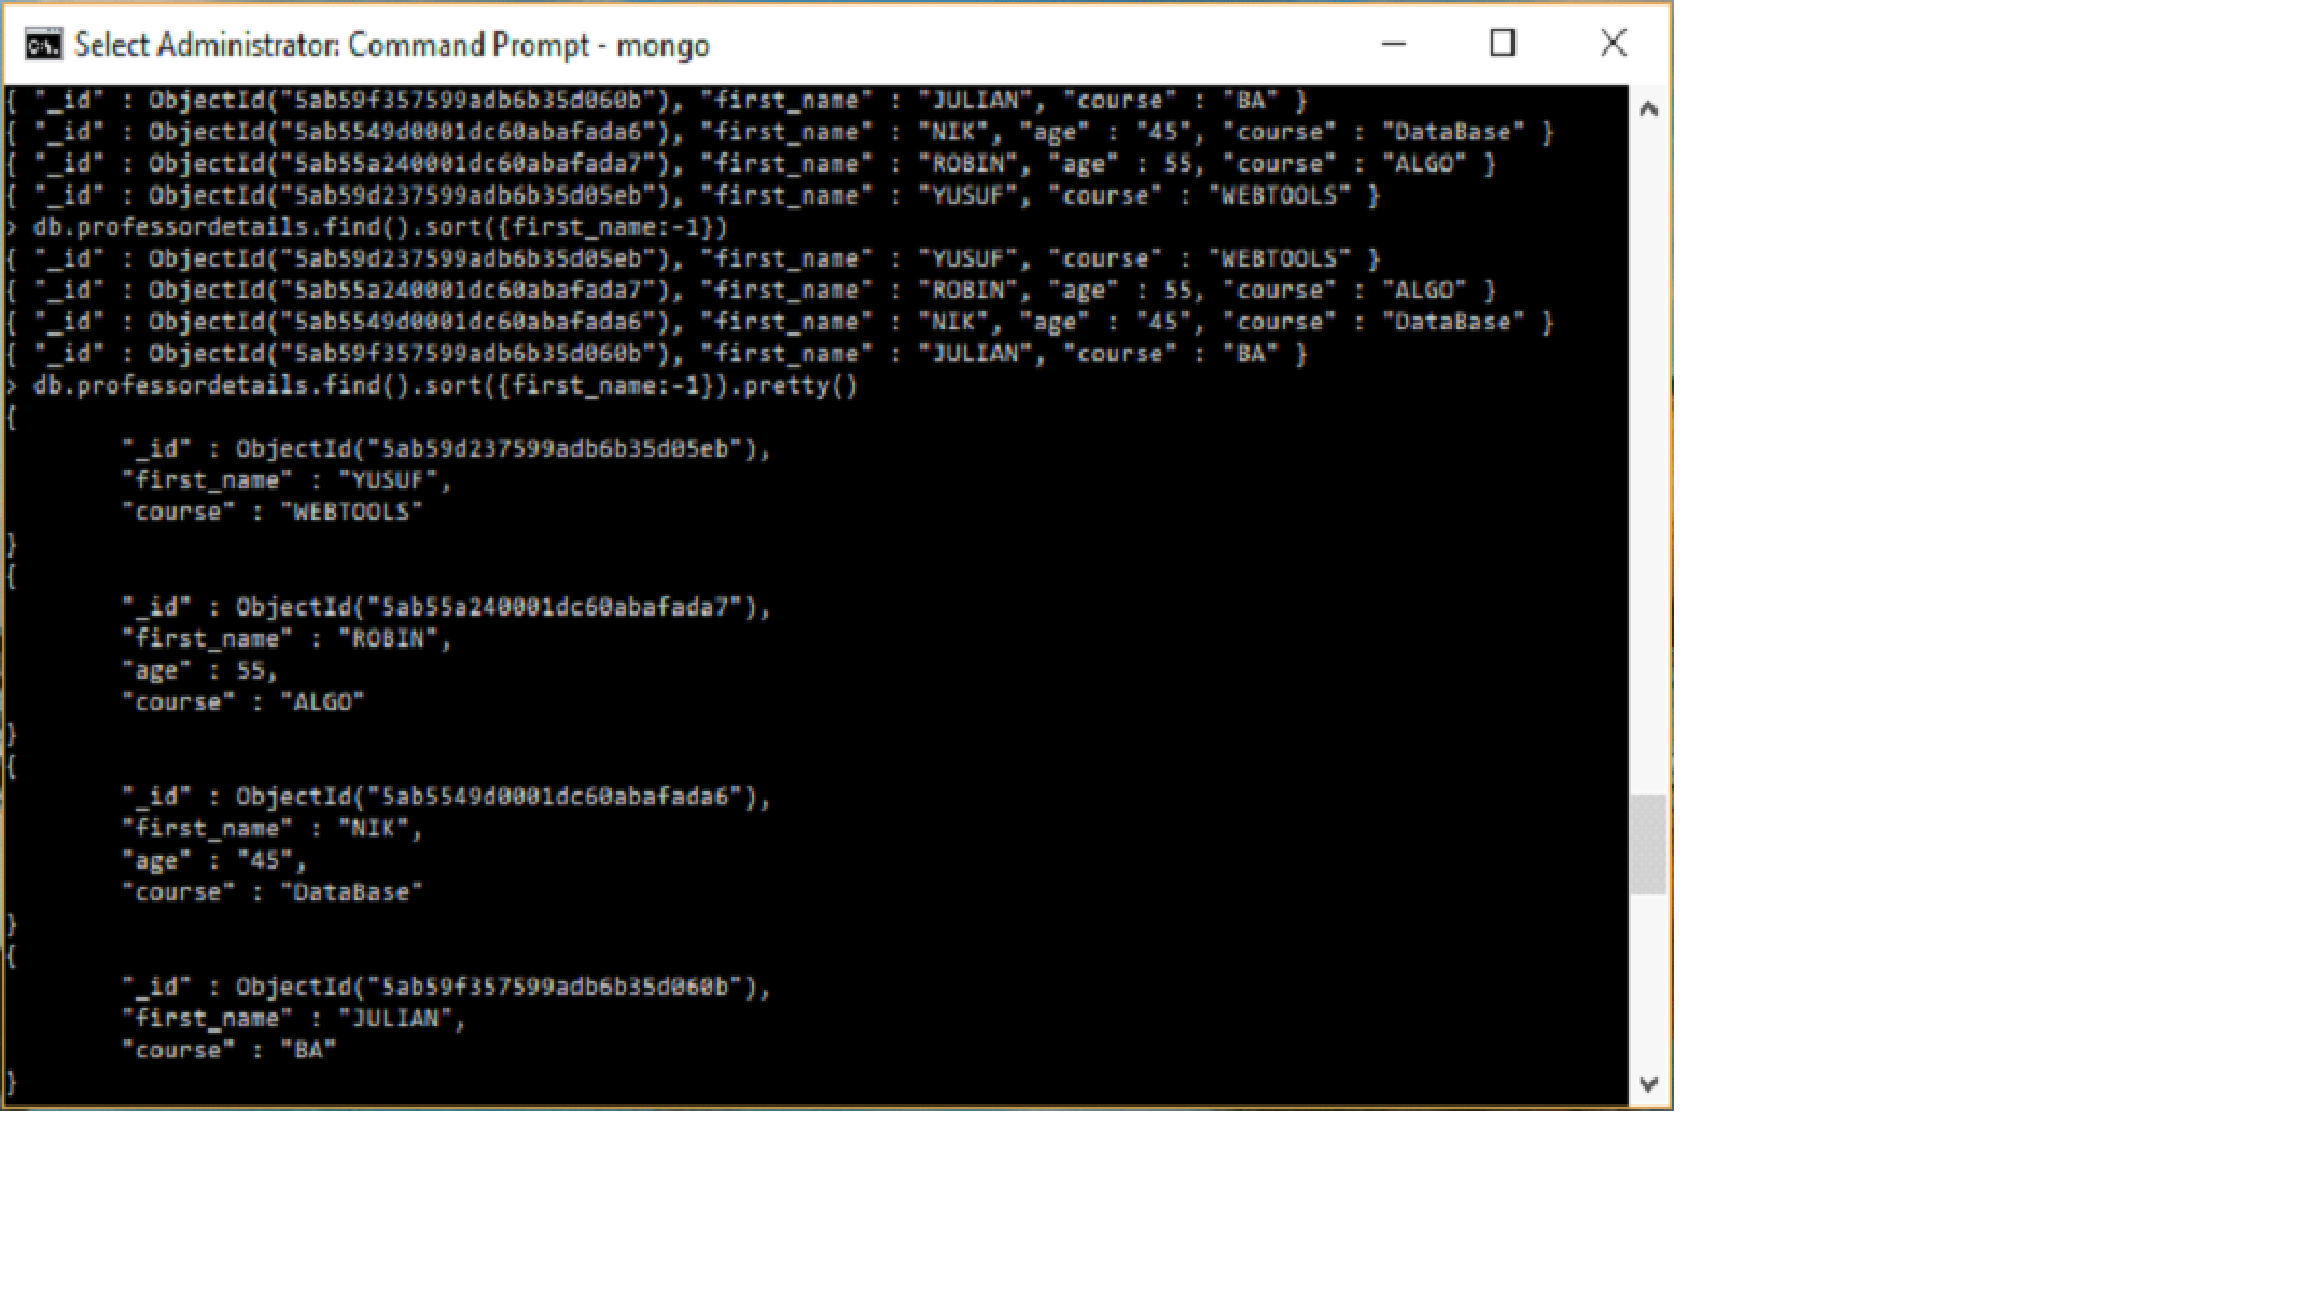 Select Administrator: Command Prompt - mongo
{ "_id" : ObjectId("5ab59f357599adb6b35d060b"), "first_name" : "JULIAN", "course" : "BA" }
{ "_id" : ObjectId("5ab5549d0001dc60abafada6"), "first_name" : "NIK", "age" : "45", "course" : "DataBase" }
{ "_id" : ObjectId("5ab55a240001dc60abafada7"), "first_name" : "ROBIN", "age" : 55, "course" : "ALGO" }
{ "_id" : ObjectId("5ab59d237599adb6b35d05eb"), "first_name" : "YUSUF", "course" : "WEBTOOLS" }
> db.professordetails.find().sort({first_name:-1})
{ "_id" : ObjectId("5ab59d237599adb6b35d05eb"), "first_name" : "YUSUF", "course" : "WEBTOOLS" }
{ "_id" : ObjectId("5ab55a240001dc60abafada7"), "first_name" : "ROBIN", "age" : 55, "course" : "ALGO" }
{ "_id" : ObjectId("5ab5549d0001dc60abafada6"), "first_name" : "NIK", "age" : "45", "course" : "DataBase" }
{ "_id" : ObjectId("5ab59f357599adb6b35d060b"), "first_name" : "JULIAN", "course" : "BA" }
> db.professordetails.find().sort({first_name:-1}).pretty()
{
"_id" : ObjectId("5ab59d237599adb6b35d05eb"),
"first_name" : "YUSUF",
"course" : "WEBTOOLS"
}
{
"_id" : ObjectId("5ab55a240001dc60abafada7"),
"first_name" : "ROBIN",
"age" : 55,
"course" : "ALGO"
}
{
"_id" : ObjectId("5ab5549d0001dc60abafada6"),
"first_name" : "NIK",
"age" : "45",
"course" : "DataBase"
}
{
"_id" : ObjectId("5ab59f357599adb6b35d060b"),
"first_name" : "JULIAN",
"course" : "BA"
}